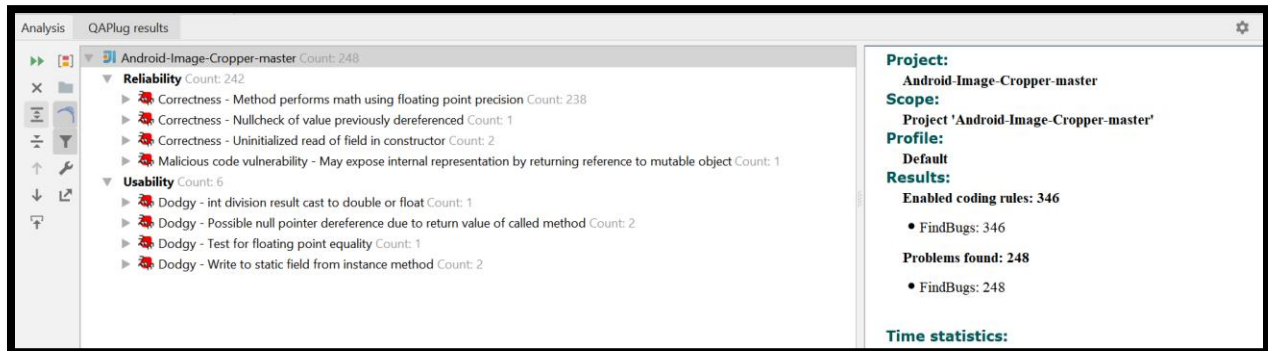 Analysis QAPlug results
Android-Image-Cropper-master Count: 248
Reliability Count: 242
Correctness - Method performs math using floating point precision Count: 238
Correctness - Nullcheck of value previously dereferenced Count: 1
Correctness - Uninitialized read of field in constructor Count: 2
Malicious code vulnerability - May expose internal representation by returning reference to mutable object Count: 1
Usability Count: 6
Dodgy - int division result cast to double or float Count: 1
Dodgy - Possible null pointer dereference due to return value of called method Count: 2
Dodgy - Test for floating point equality Count: 1
Dodgy - Write to static field from instance method Count: 2
Project:
Android-Image-Cropper-master
Scope:
Project 'Android-Image-Cropper-master'
Profile:
Default
Results:
Enabled coding rules: 346
• FindBugs: 346
Problems found: 248
• FindBugs: 248
Time statistics: